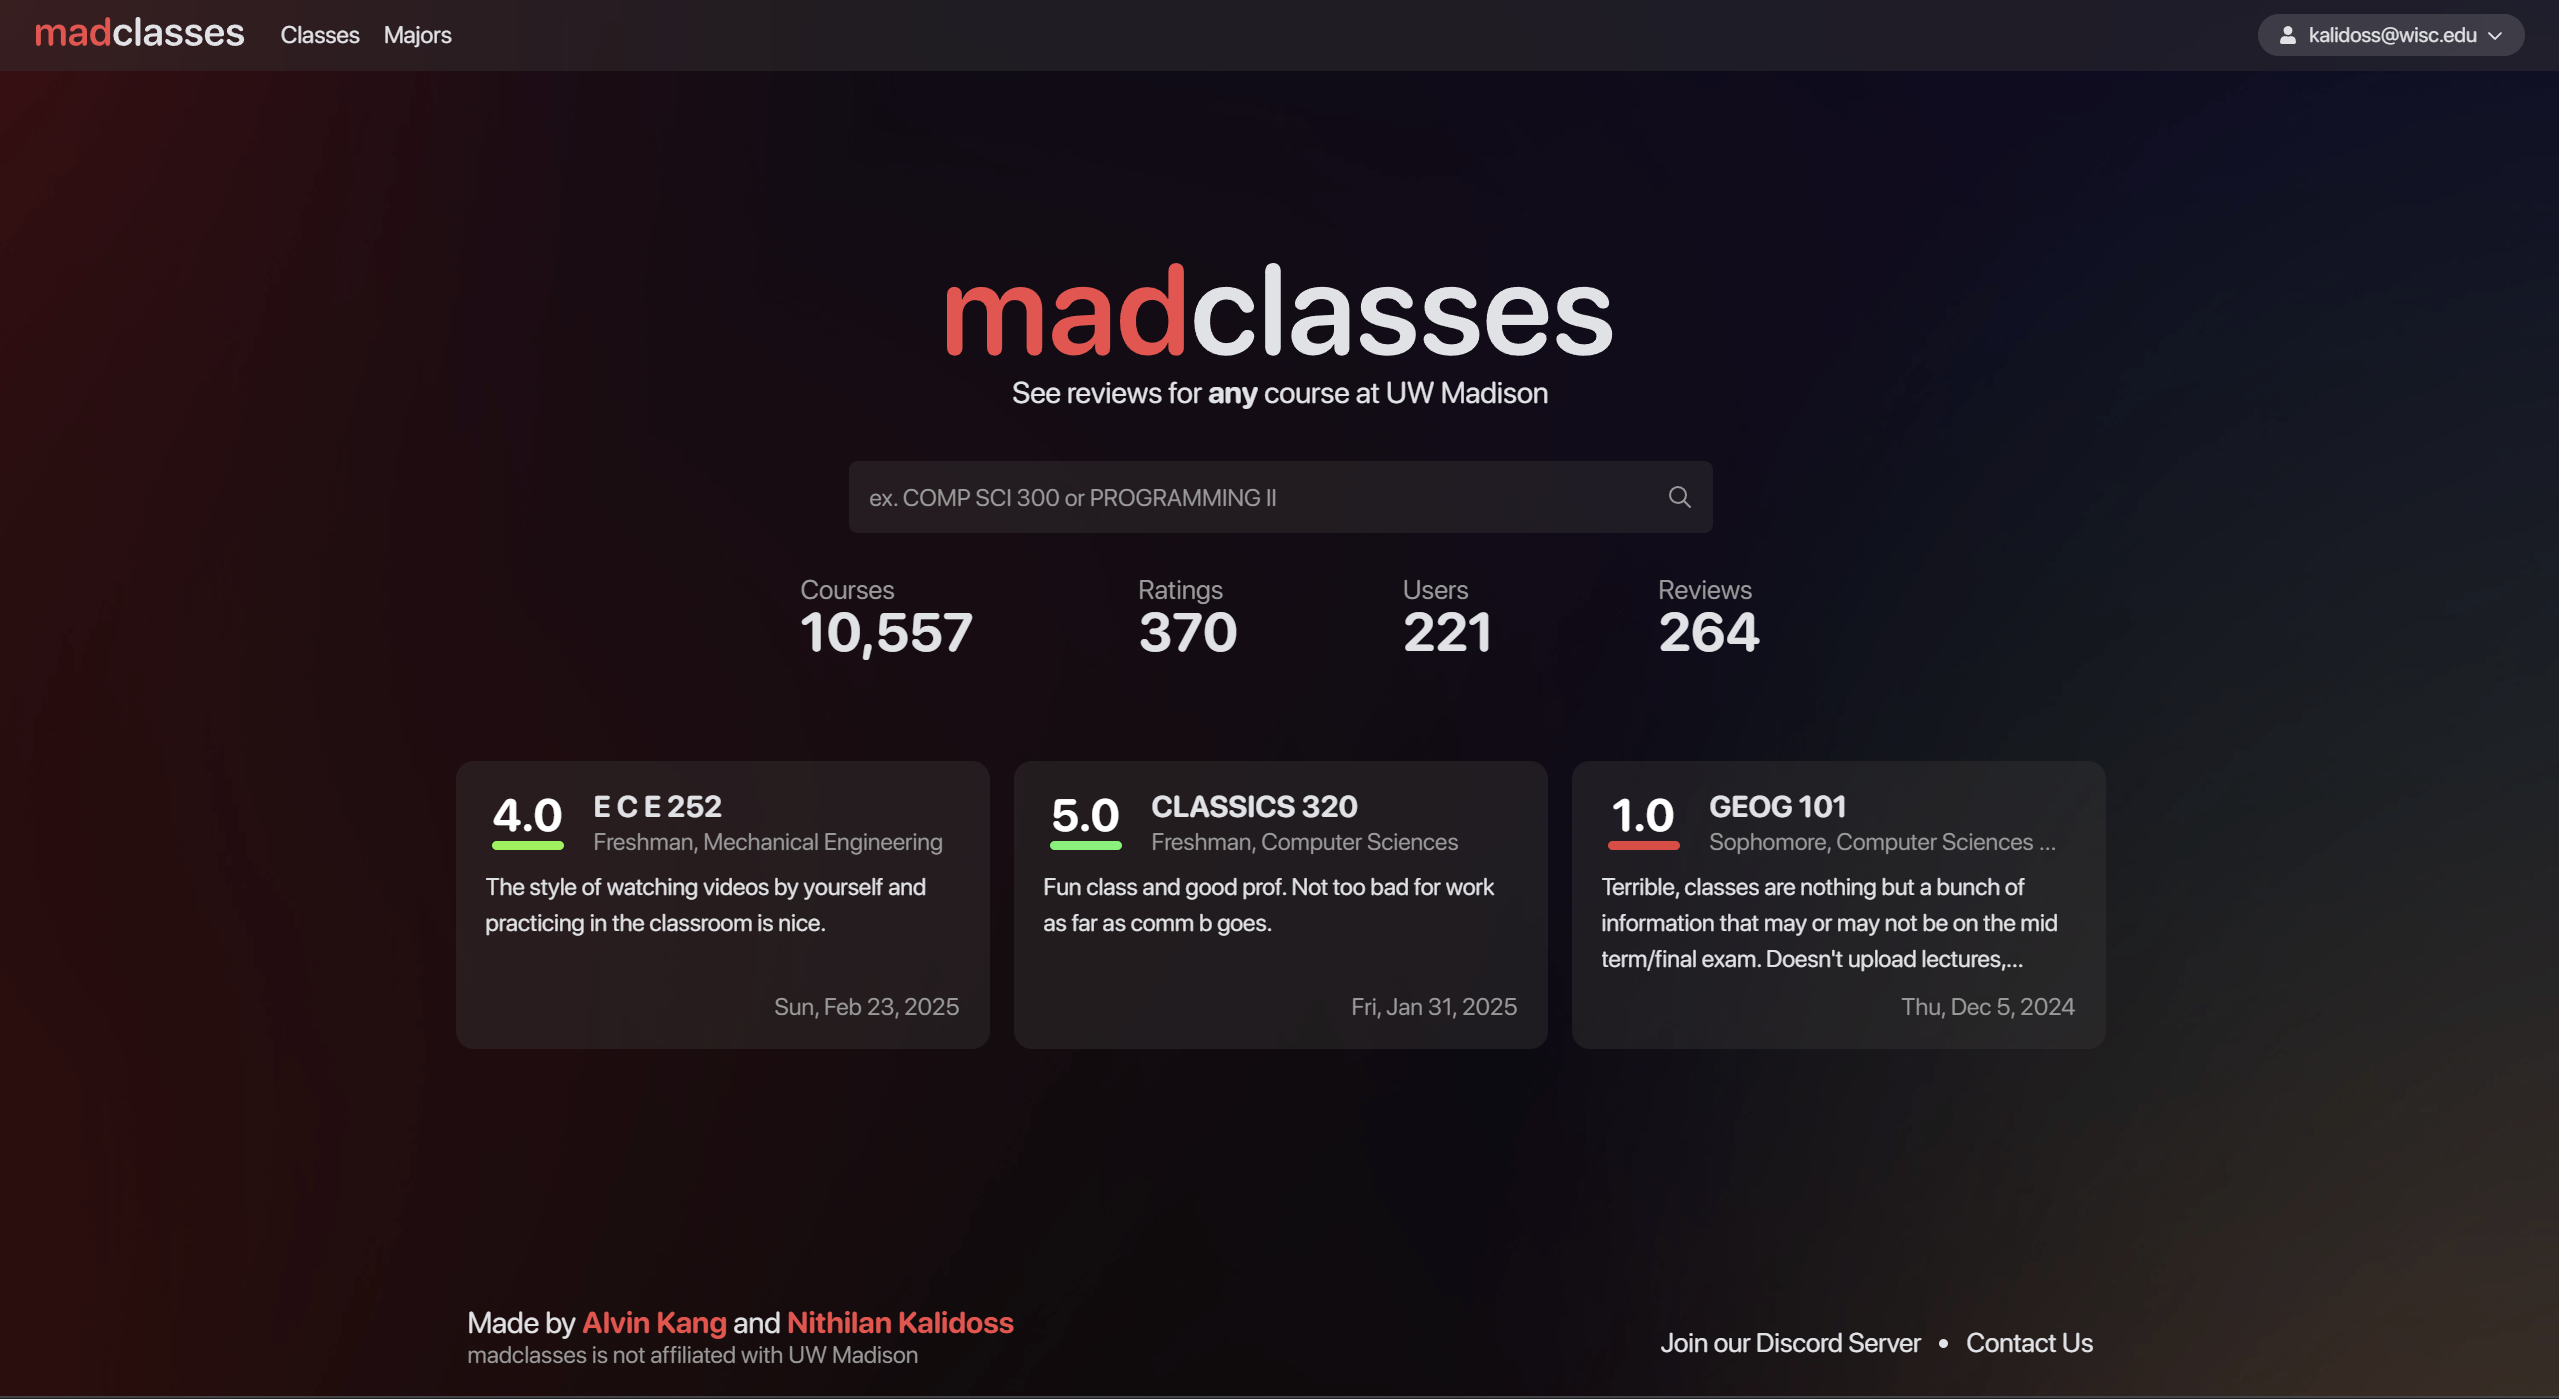 madclasses Classes Majors kalidoss@wisc.edu
madclasses
See reviews for any course at UW Madison
ex. COMP SCI 300 or PROGRAMMING II
Courses Ratings Users Reviews
10,557 370 221 264
4.0 E C E 252
Freshman, Mechanical Engineering
The style of watching videos by yourself and
practicing in the classroom is nice.
Sun, Feb 23, 2025
5.0 CLASSICS 320
Freshman, Computer Sciences
Fun class and good prof. Not too bad for work
as far as comm b goes.
Fri, Jan 31, 2025
1.0 GEOG 101
Sophomore, Computer Sciences ...
Terrible, classes are nothing but a bunch of
information that may or may not be on the mid
term/final exam. Doesn't upload lectures,...
Thu, Dec 5, 2024
Made by Alvin Kang and Nithilan Kalidoss
madclasses is not affiliated with UW Madison
Join our Discord Server • Contact Us